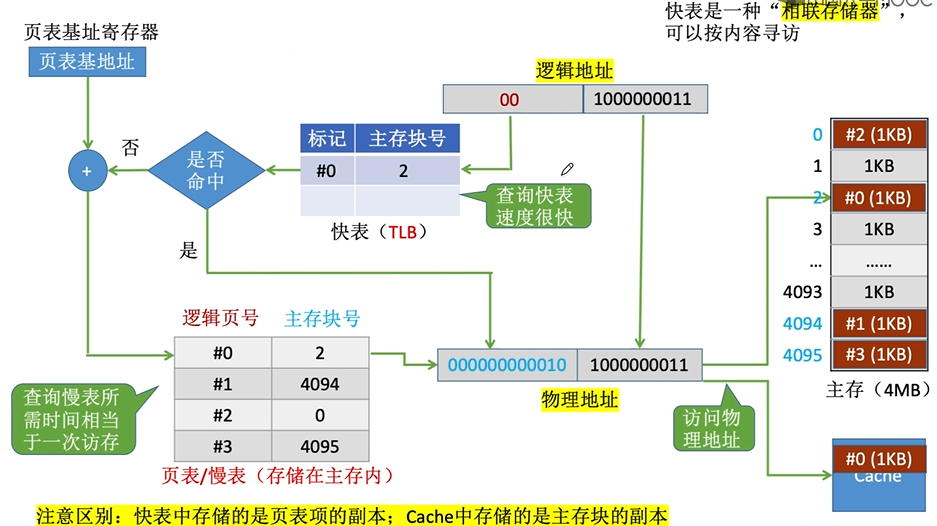 快表是一种“相联存储器”，
可以按内容寻访
页表基址寄存器
页表基地址
逻辑地址
00 1000000011
否
+
是否
命中
标记 主存块号
#0 2
查询快表
速度很快
快表（TLB）
是
0 #2 (1KB)
1 1KB
2 #0 (1KB)
3 1KB
... ......
4093 1KB
4094 #1 (1KB)
4095 #3 (1KB)
主存（4MB）
逻辑页号 主存块号
#0 2
#1 4094
#2 0
#3 4095
页表/慢表（存储在主存内）
查询慢表所
需时间相当
于一次访存
000000000010 1000000011
物理地址
访问物
理地址
#0 (1KB)
Cache
注意区别：快表中存储的是页表项的副本；Cache中存储的是主存块的副本